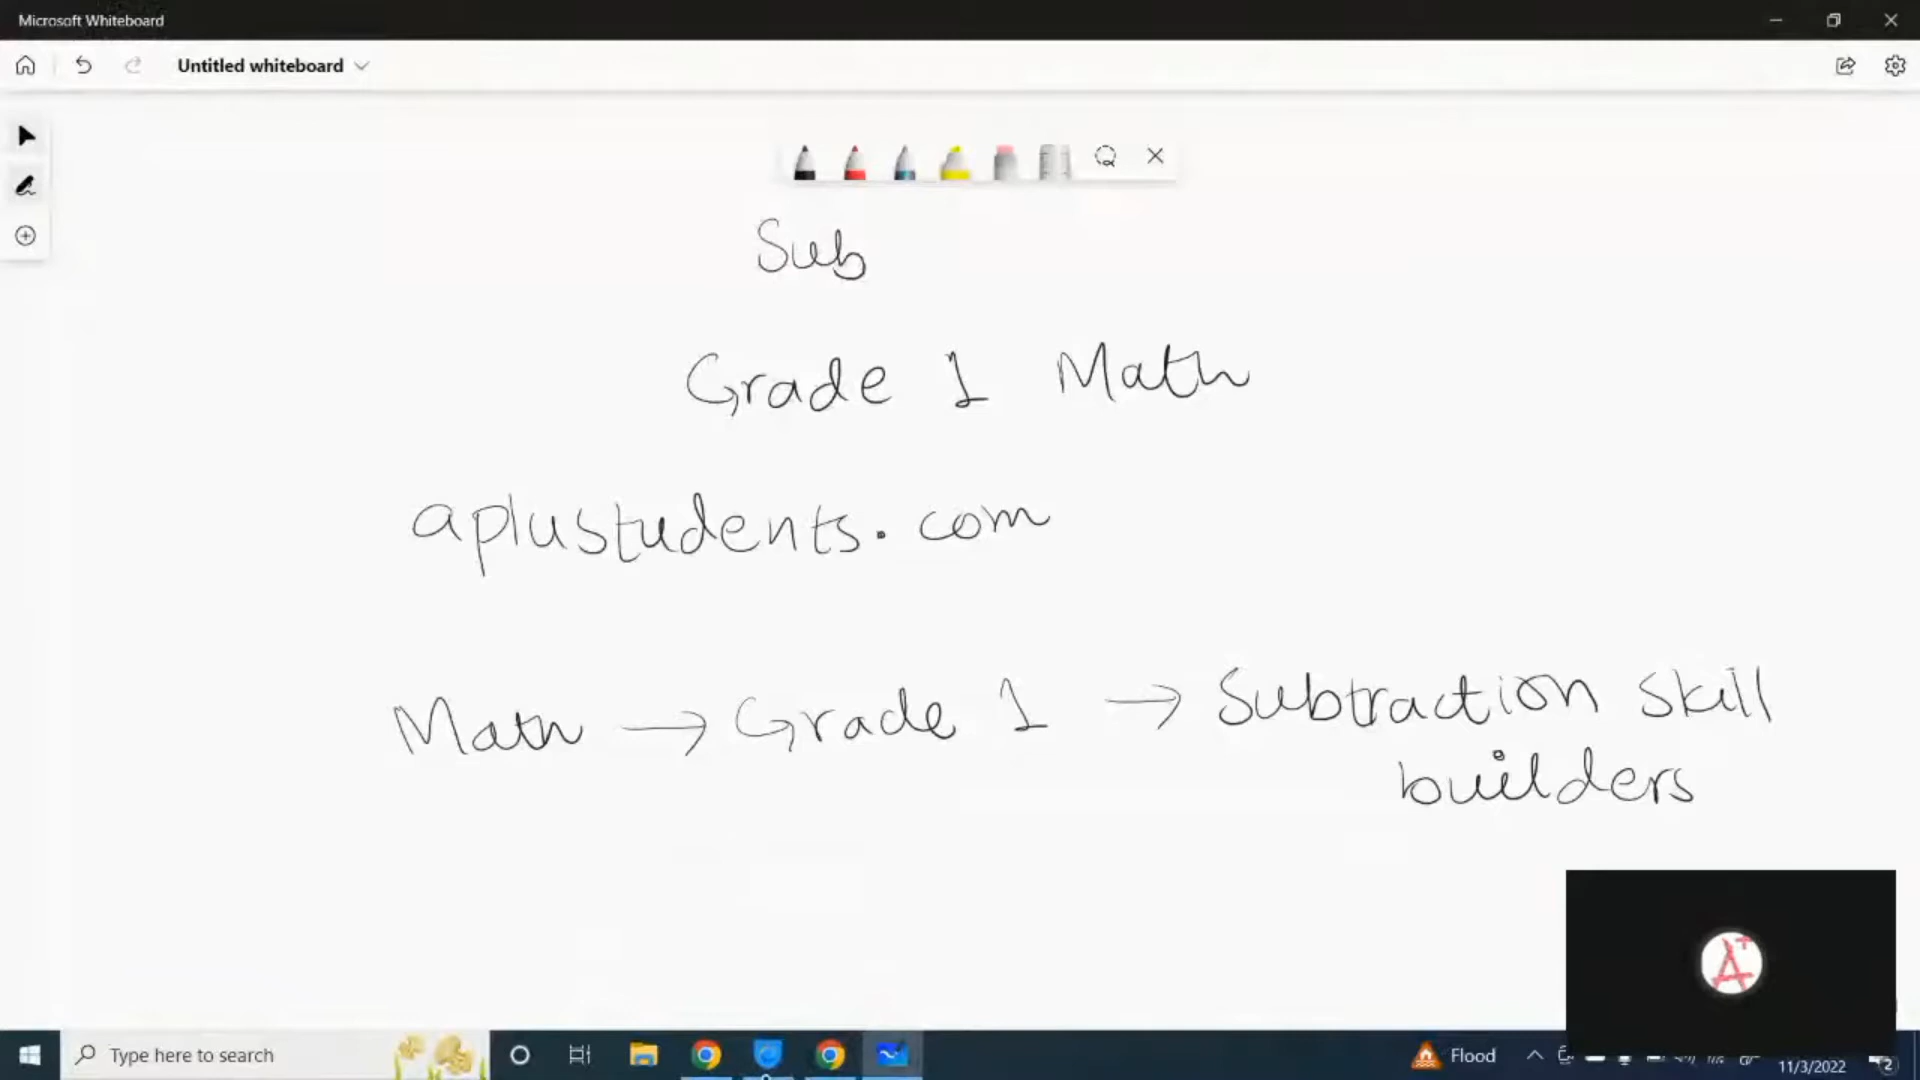 Microsoft Whiteboard
Untitled whiteboard
Sub
Grade 1 Math
aplustudents.com
Math → Grade 1 → Subtraction skill
builders
A+
Type here to search
Flood
11/3/2022
2